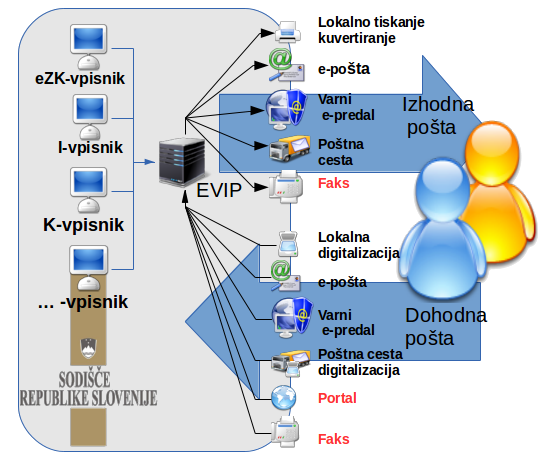 eZK-vpisnik
I-vpisnik
K-vpisnik
... -vpisnik
SODIŠČE
REPUBLIKE SLOVENIJE
EVIP
Lokalno tiskanje
kuvertiranje
e-pošta
Varni
e-predal
Poštna
cesta
Faks
Izhodna
pošta
Lokalna
digitalizacija
e-pošta
Varni
e-predal
Poštna cesta
digitalizacija
Portal
Faks
Dohodna
pošta